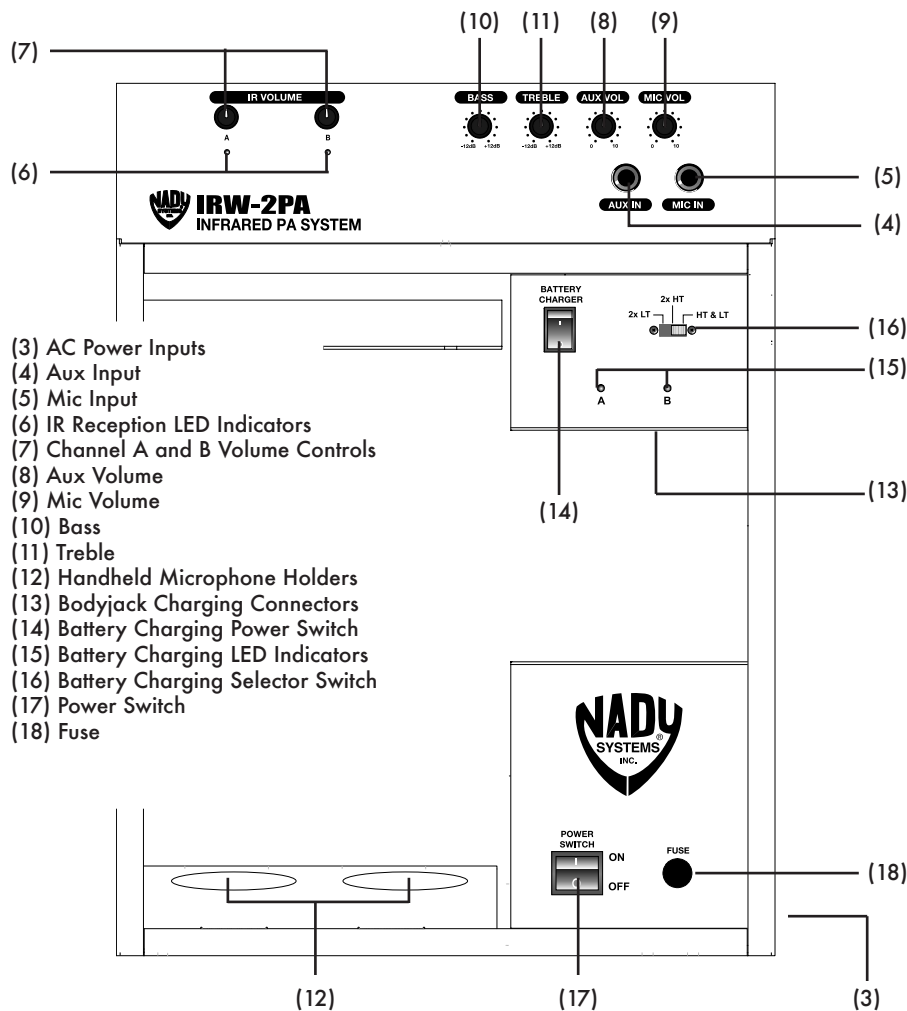 (10) (11) (8) (9)
(7)
IR VOLUME BASS TREBLE AUX VOL MIC VOL
A B
-12dB +12dB -12dB +12dB 0 10 0 10
(6)
(5)
NADY SYSTEMS INC. IRW-2PA
INFRARED PA SYSTEM
AUX IN MIC IN
(4)
BATTERY
CHARGER
2x HT
2x LT HT & LT
(16)
(15)
A B
(13)
(14)
(3) AC Power Inputs
(4) Aux Input
(5) Mic Input
(6) IR Reception LED Indicators
(7) Channel A and B Volume Controls
(8) Aux Volume
(9) Mic Volume
(10) Bass
(11) Treble
(12) Handheld Microphone Holders
(13) Bodyjack Charging Connectors
(14) Battery Charging Power Switch
(15) Battery Charging LED Indicators
(16) Battery Charging Selector Switch
(17) Power Switch
(18) Fuse
NADY
®
SYSTEMS
INC.
POWER
SWITCH
ON
OFF
FUSE
(18)
(12) (17) (3)